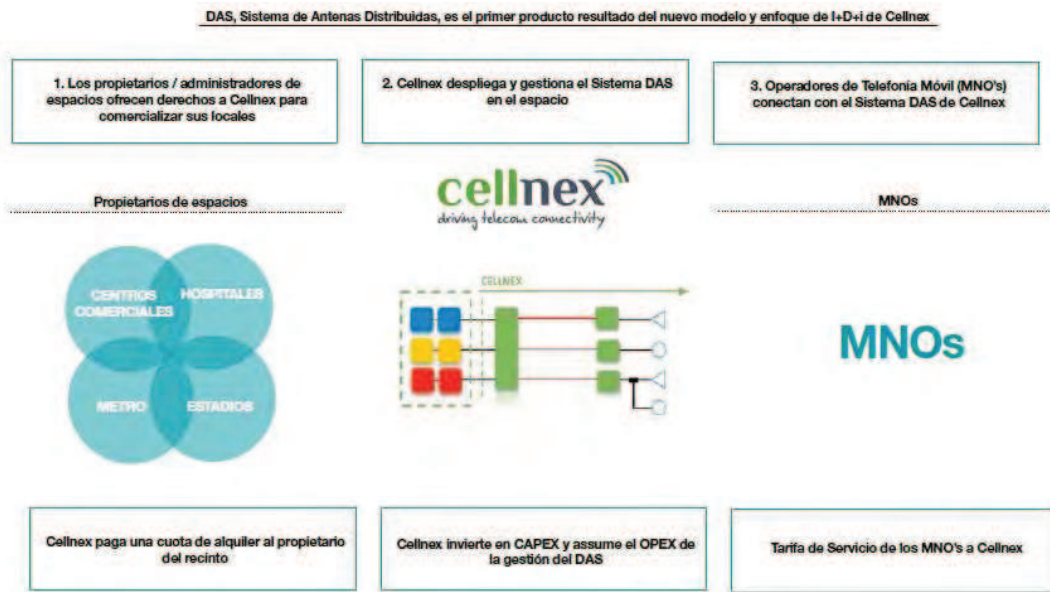 DAS, Sistema de Antenas Distribuidas, es el primer producto resultado del nuevo modelo y enfoque de I+D+i de Cellnex
1. Los propietarios / administradores de
espacios ofrecen derechos a Cellnex para
comercializar sus locales
2. Cellnex despliega y gestiona el Sistema DAS
en el espacio
3. Operadores de Telefonía Móvil (MNO's)
conectan con el Sistema DAS de Cellnex
Propietarios de espacios
cellnex
driving telecom connectivity
MNOs
CENTROS
COMERCIALES
HOSPITALES
METRO
ESTADIOS
CELLNEX
MNOs
Cellnex paga una cuota de alquiler al propietario
del recinto
Cellnex invierte en CAPEX y assume el OPEX de
la gestión del DAS
Tarifa de Servicio de los MNO's a Cellnex